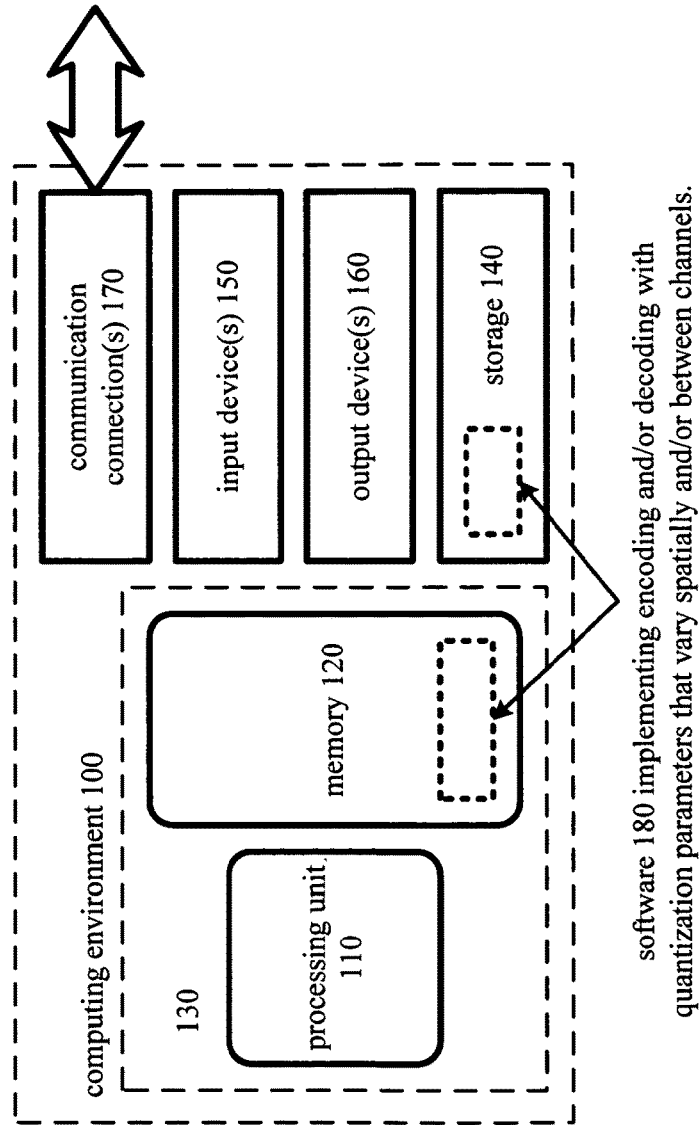 computing environment 100
130
processing unit
110
memory 120
communication
connection(s) 170
input device(s) 150
output device(s) 160
storage 140
software 180 implementing encoding and/or decoding with
quantization parameters that vary spatially and/or between channels.